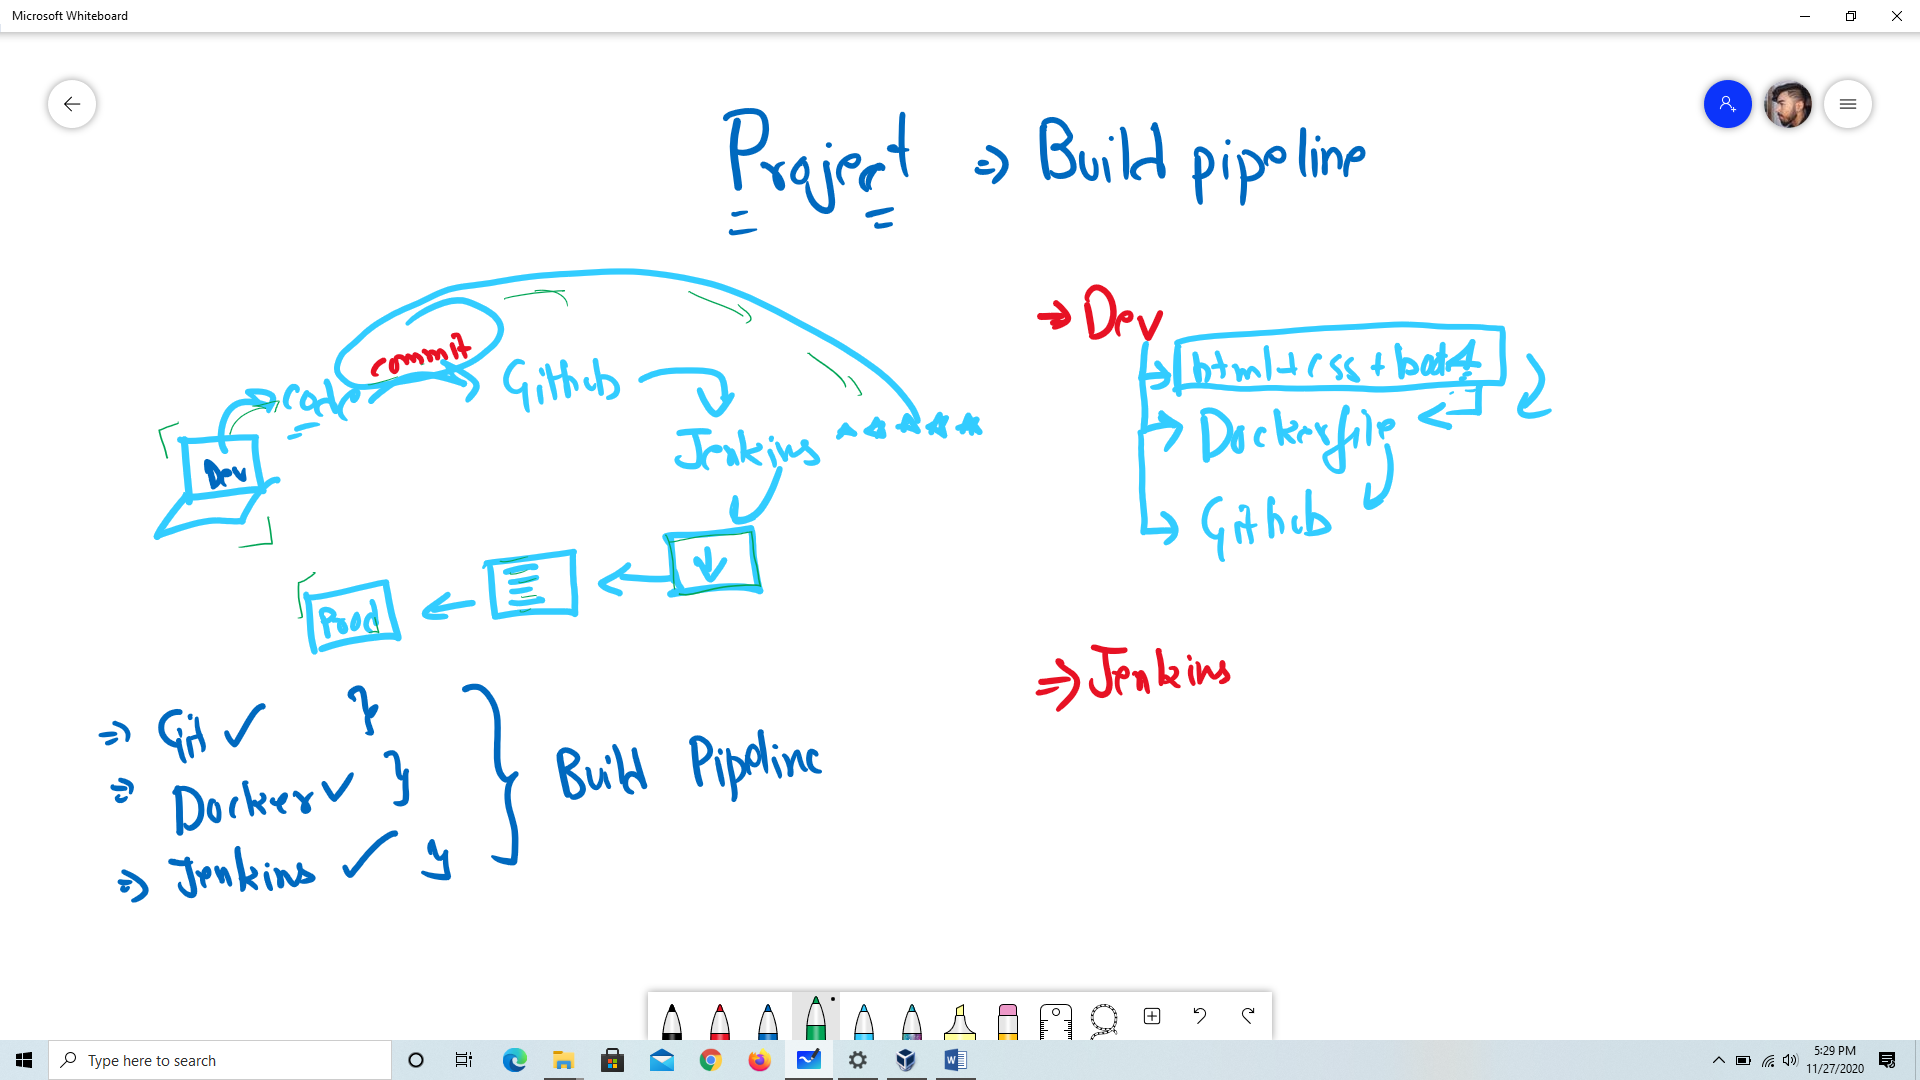 Microsoft Whiteboard
Project ⇒ Build pipeline
commit
code
Github
Jenkins ★★★★★
Dev
Prod
⇒ Git ✓ }
⇒ Docker ✓ }
⇒ Jenkins ✓ }
Build Pipeline
→ Dev
→ html+css+boot4
→ Dockerfile
→ Github
⇒ Jenkins
Type here to search
5:29 PM
11/27/2020